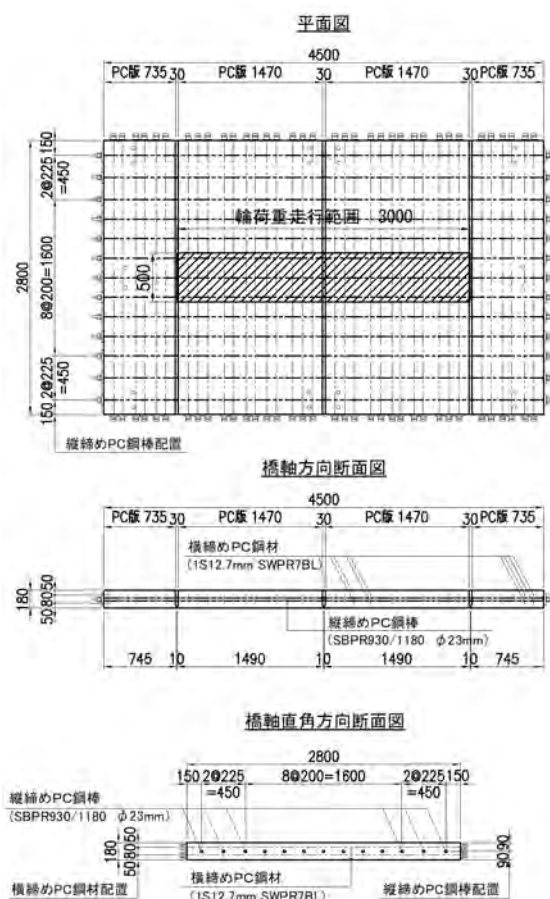 平面図
4500
PC版 735 30 PC版 1470 30 PC版 1470 30 PC版 735
150
2@225
=450
輪荷重走行範囲 3000
500
8@200=1600
2800
2@225
=450
150
縦締めPC鋼棒配置
橋軸方向断面図
4500
PC版 735 30 PC版 1470 30 PC版 1470 30 PC版 735
横締めPC鋼材
(1S12.7mm SWPR7BL)
180
50 80 50
縦締めPC鋼棒
(SBPR930/1180 φ23mm)
745 10 1490 10 1490 10 745
橋軸直角方向断面図
2800
150 2@225 8@200=1600 2@225 150
=450 =450
縦締めPC鋼棒
(SBPR930/1180 φ23mm)
180
50 80 50
90 90
横締めPC鋼材配置
横締めPC鋼材
(1S12.7mm SWPR7BL)
縦締めPC鋼棒配置